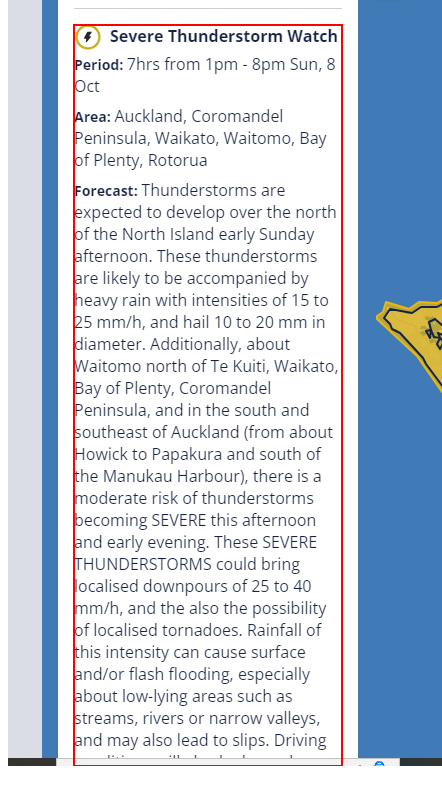 Severe Thunderstorm Watch
Period: 7hrs from 1pm - 8pm Sun, 8
Oct
Area: Auckland, Coromandel
Peninsula, Waikato, Waitomo, Bay
of Plenty, Rotorua
Forecast: Thunderstorms are
expected to develop over the north
of the North Island early Sunday
afternoon. These thunderstorms
are likely to be accompanied by
heavy rain with intensities of 15 to
25 mm/h, and hail 10 to 20 mm in
diameter. Additionally, about
Waitomo north of Te Kuiti, Waikato,
Bay of Plenty, Coromandel
Peninsula, and in the south and
southeast of Auckland (from about
Howick to Papakura and south of
the Manukau Harbour), there is a
moderate risk of thunderstorms
becoming SEVERE this afternoon
and early evening. These SEVERE
THUNDERSTORMS could bring
localised downpours of 25 to 40
mm/h, and the also the possibility
of localised tornadoes. Rainfall of
this intensity can cause surface
and/or flash flooding, especially
about low-lying areas such as
streams, rivers or narrow valleys,
and may also lead to slips. Driving